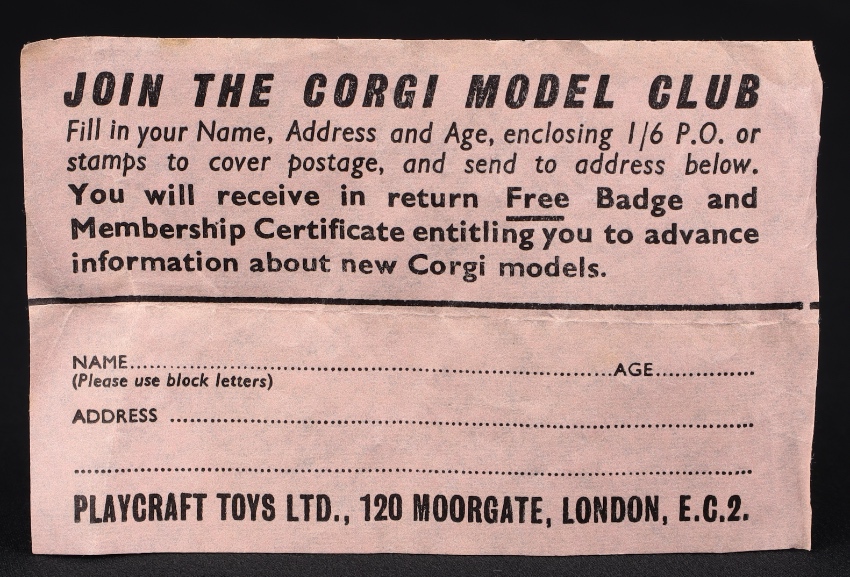 JOIN THE CORGI MODEL CLUB
Fill in your Name, Address and Age, enclosing 1/6 P.O. or
stamps to cover postage, and send to address below.
You will receive in return Free Badge and
Membership Certificate entitling you to advance
information about new Corgi models.
NAME..........................................................................AGE...............
(Please use block letters)
ADDRESS ..........................................................................................
..........................................................................................................
PLAYCRAFT TOYS LTD., 120 MOORGATE, LONDON, E.C.2.